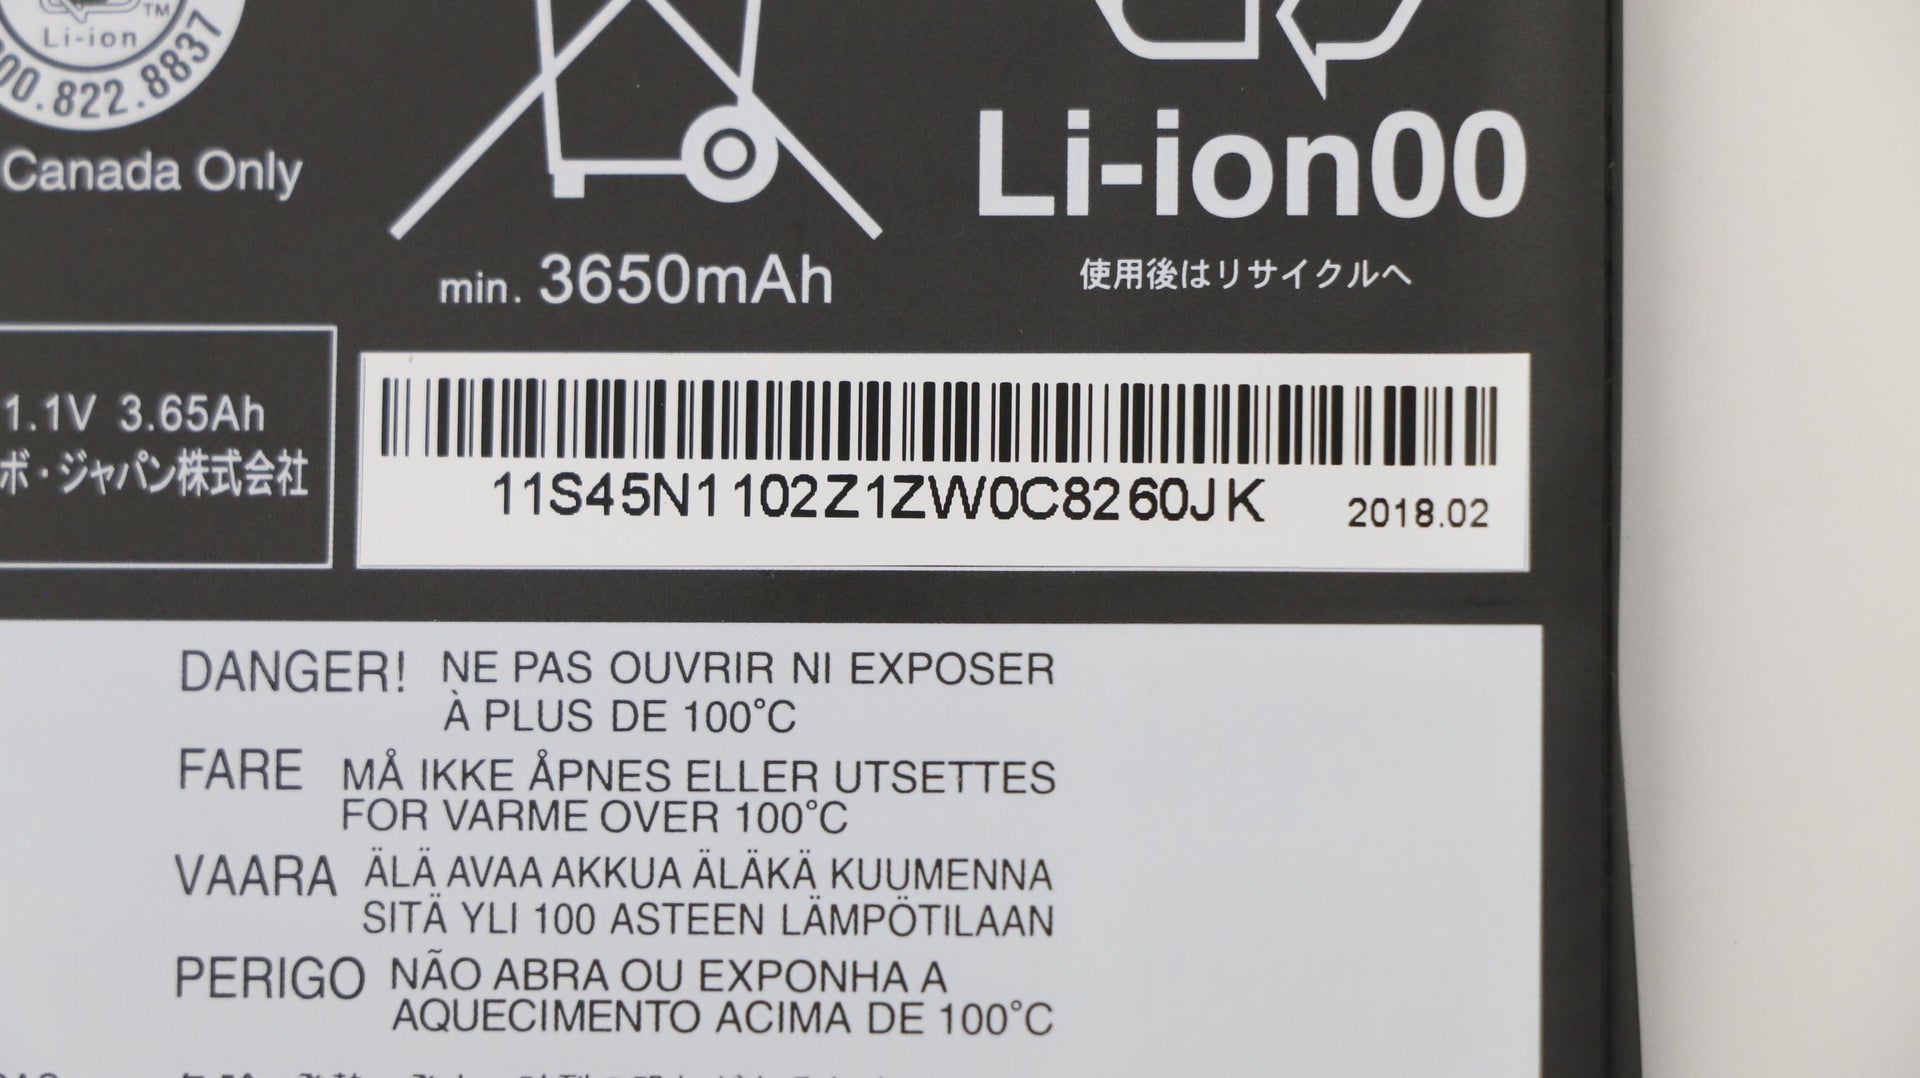 TM
Li-ion
00.822.8837
Canada Only
min. 3650mAh
Li-ion00
使用後はリサイクルへ
1.1V 3.65Ah
ボ・ジャパン株式会社
11S45N1102Z1ZW0C8260JK 2018.02
DANGER! NE PAS OUVRIR NI EXPOSER
À PLUS DE 100°C
FARE MÅ IKKE ÅPNES ELLER UTSETTES
FOR VARME OVER 100°C
VAARA ÄLÄ AVAA AKKUA ÄLÄKÄ KUUMENNA
SITÄ YLI 100 ASTEEN LÄMPÖTILAAN
PERIGO NÃO ABRA OU EXPONHA A
AQUECIMENTO ACIMA DE 100°C